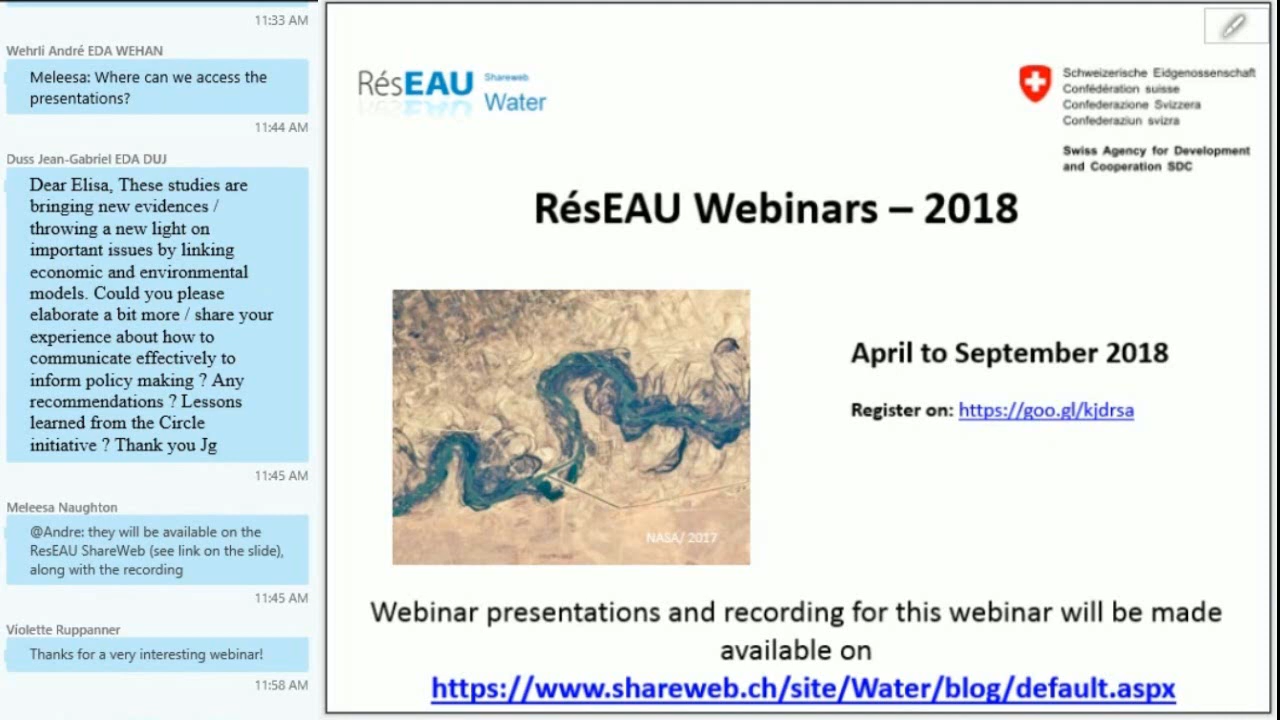 11:33 AM
Wehrli André EDA WEHAN
Meleesa: Where can we access the
presentations?
11:44 AM
Duss Jean-Gabriel EDA DUJ
Dear Elisa, These studies are
bringing new evidences /
throwing a new light on
important issues by linking
economic and environmental
models. Could you please
elaborate a bit more / share your
experience about how to
communicate effectively to
inform policy making ? Any
recommendations ? Lessons
learned from the Circle
initiative ? Thank you Jg
11:45 AM
Meleesa Naughton
@Andre: they will be available on the
ResEAU ShareWeb (see link on the slide),
along with the recording
11:45 AM
Violette Ruppanner
Thanks for a very interesting webinar!
11:58 AM
RésEAU Shareweb
Water
Schweizerische Eidgenossenschaft
Confédération suisse
Confederazione Svizzera
Confederaziun svizra
Swiss Agency for Development
and Cooperation SDC
RésEAU Webinars – 2018
April to September 2018
Register on: https://goo.gl/kjdrsa
NASA/ 2017
Webinar presentations and recording for this webinar will be made
available on
https://www.shareweb.ch/site/Water/blog/default.aspx